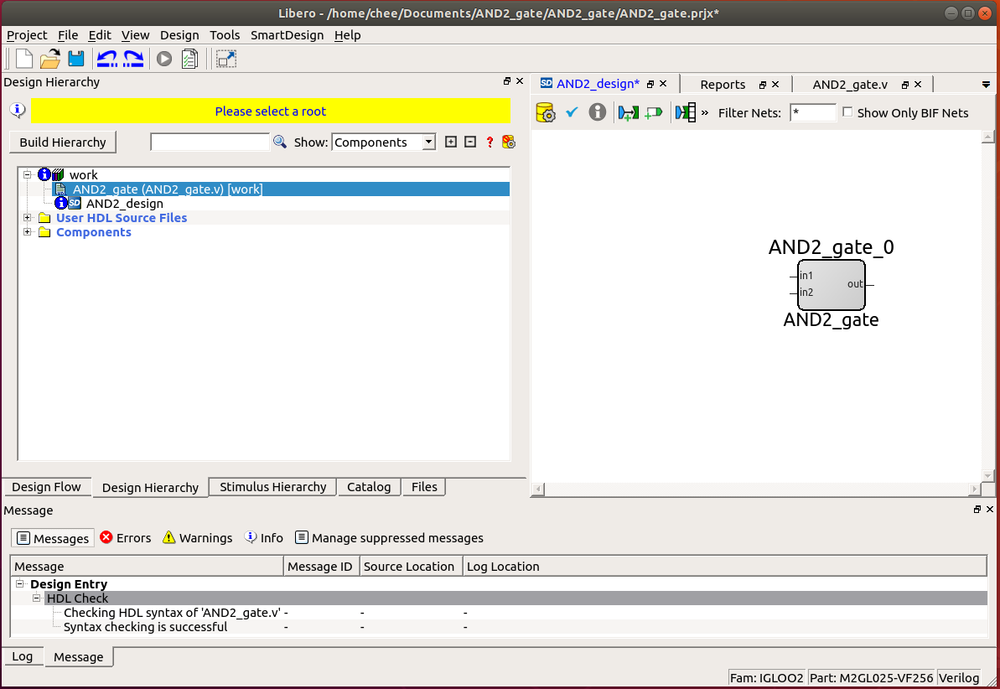 Libero - /home/chee/Documents/AND2_gate/AND2_gate/AND2_gate.prjx*
Project File Edit View Design Tools SmartDesign Help
Design Hierarchy
Please select a root
Build Hierarchy Show: Components
work
AND2_gate (AND2_gate.v) [work]
SD AND2_design
User HDL Source Files
Components
Design Flow Design Hierarchy Stimulus Hierarchy Catalog Files
SD AND2_design* Reports AND2_gate.v
» Filter Nets: * Show Only BIF Nets
AND2_gate_0
in1
in2
out
AND2_gate
Message
Messages Errors Warnings Info Manage suppressed messages
Message Message ID Source Location Log Location
Design Entry
HDL Check
Checking HDL syntax of 'AND2_gate.v' - - -
Syntax checking is successful - - -
Log Message
Fam: IGLOO2 Part: M2GL025-VF256 Verilog